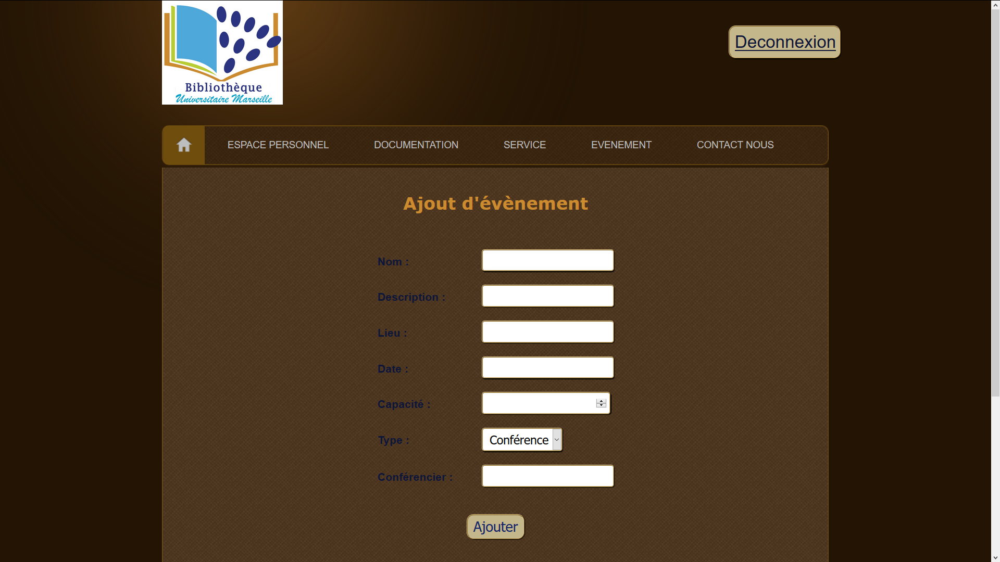 Bibliothèque
Universitaire Marseille
Deconnexion
ESPACE PERSONNEL DOCUMENTATION SERVICE EVENEMENT CONTACT NOUS
Ajout d'évènement
Nom :
Description :
Lieu :
Date :
Capacité :
Type : Conférence
Conférencier :
Ajouter